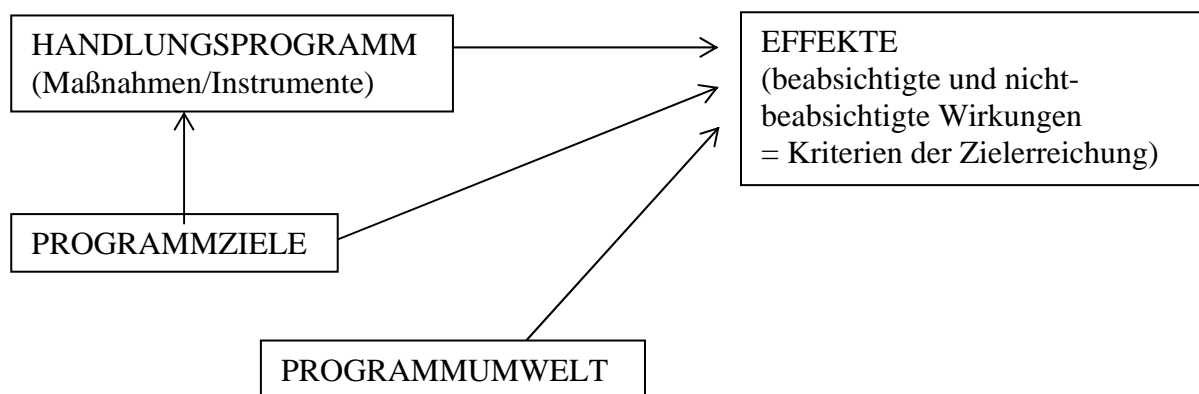 HANDLUNGSPROGRAMM
(Maßnahmen/Instrumente)
EFFEKTE
(beabsichtigte und nicht-
beabsichtigte Wirkungen
= Kriterien der Zielerreichung)
PROGRAMMZIELE
PROGRAMMUMWELT